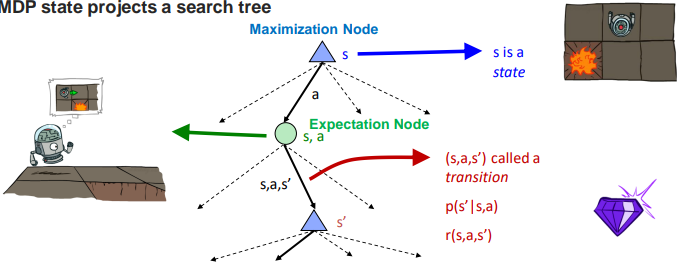 MDP state projects a search tree
Maximization Node
s
s is a
state
a
Expectation Node
s, a
s,a,s'
(s,a,s') called a
transition
p(s'|s,a)
r(s,a,s')
s'